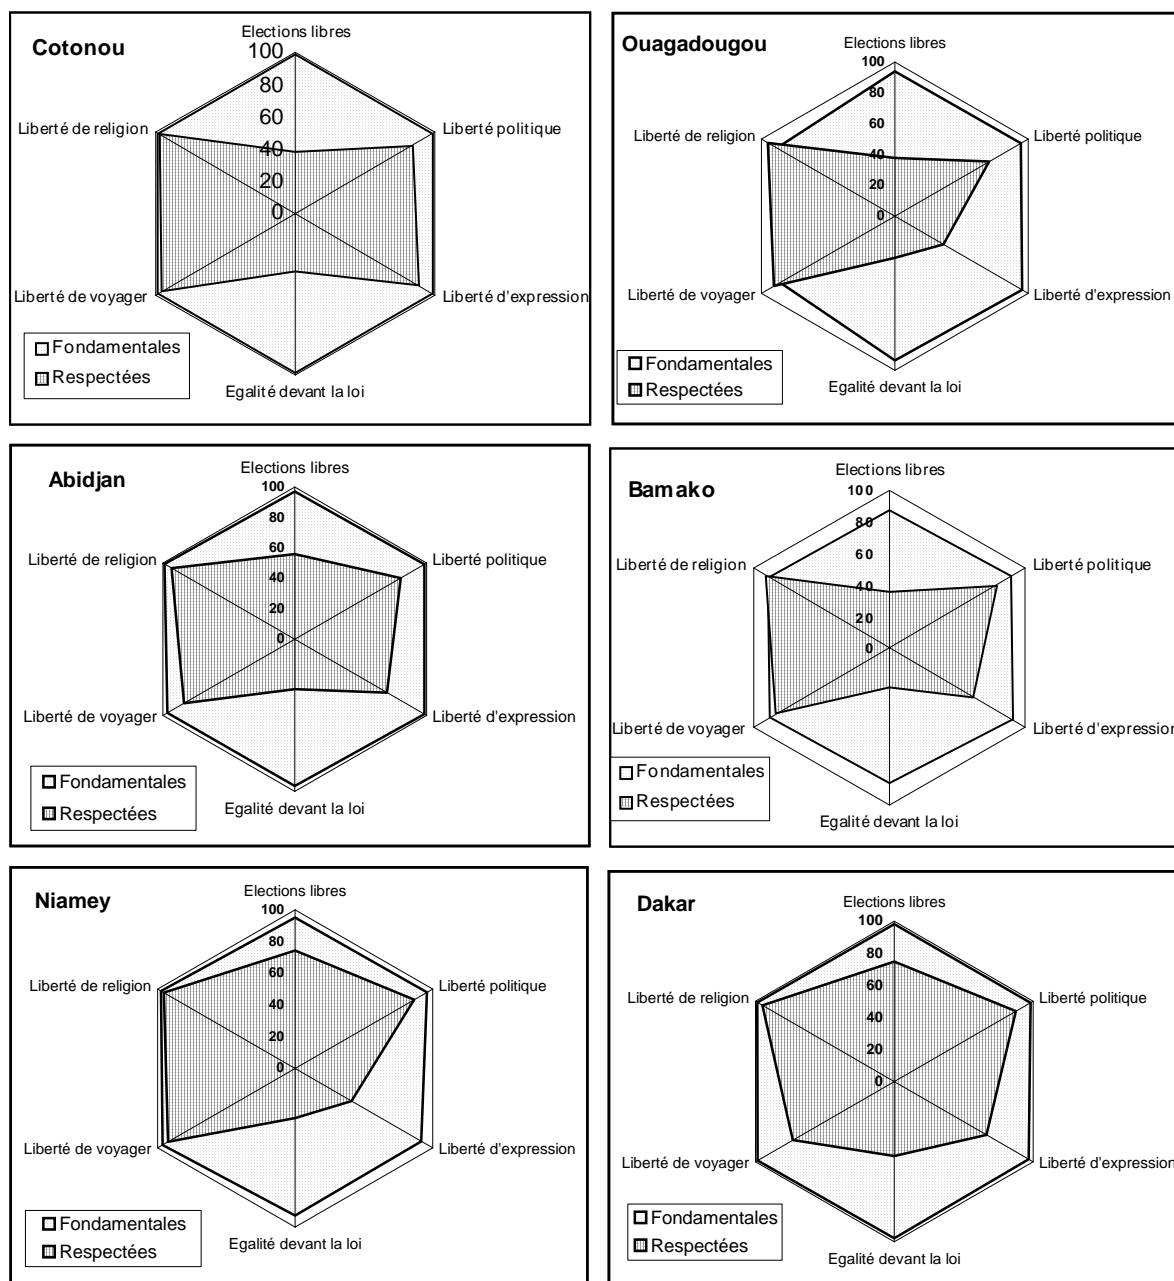 Cotonou
Elections libres
100
80
60
40
20
0
Liberté de religion
Liberté politique
Liberté de voyager
Liberté d'expression
Egalité devant la loi
Fondamentales
Respectées
Ouagadougou
Elections libres
100
80
60
40
20
0
Liberté de religion
Liberté politique
Liberté de voyager
Liberté d'expression
Egalité devant la loi
Fondamentales
Respectées
Abidjan
Elections libres
100
80
60
40
20
0
Liberté de religion
Liberté politique
Liberté de voyager
Liberté d'expression
Egalité devant la loi
Fondamentales
Respectées
Bamako
Elections libres
100
80
60
40
20
0
Liberté de religion
Liberté politique
Liberté de voyager
Liberté d'expression
Egalité devant la loi
Fondamentales
Respectées
Niamey
Elections libres
100
80
60
40
20
0
Liberté de religion
Liberté politique
Liberté de voyager
Liberté d'expression
Egalité devant la loi
Fondamentales
Respectées
Dakar
Elections libres
100
80
60
40
20
0
Liberté de religion
Liberté politique
Liberté de voyager
Liberté d'expression
Egalité devant la loi
Fondamentales
Respectées